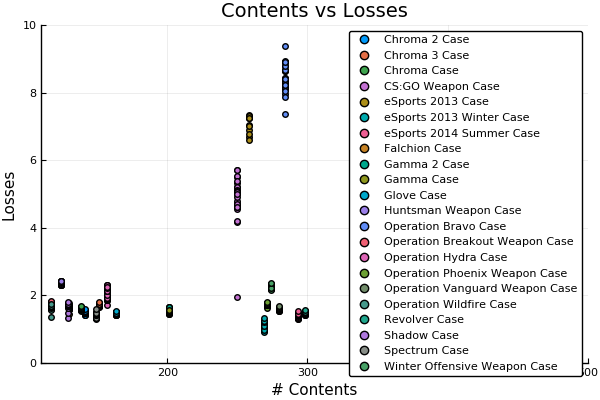 Contents vs Losses
10
8
6
4
2
0
Losses
200
300
00
# Contents
Chroma 2 Case
Chroma 3 Case
Chroma Case
CS:GO Weapon Case
eSports 2013 Case
eSports 2013 Winter Case
eSports 2014 Summer Case
Falchion Case
Gamma 2 Case
Gamma Case
Glove Case
Huntsman Weapon Case
Operation Bravo Case
Operation Breakout Weapon Case
Operation Hydra Case
Operation Phoenix Weapon Case
Operation Vanguard Weapon Case
Operation Wildfire Case
Revolver Case
Shadow Case
Spectrum Case
Winter Offensive Weapon Case